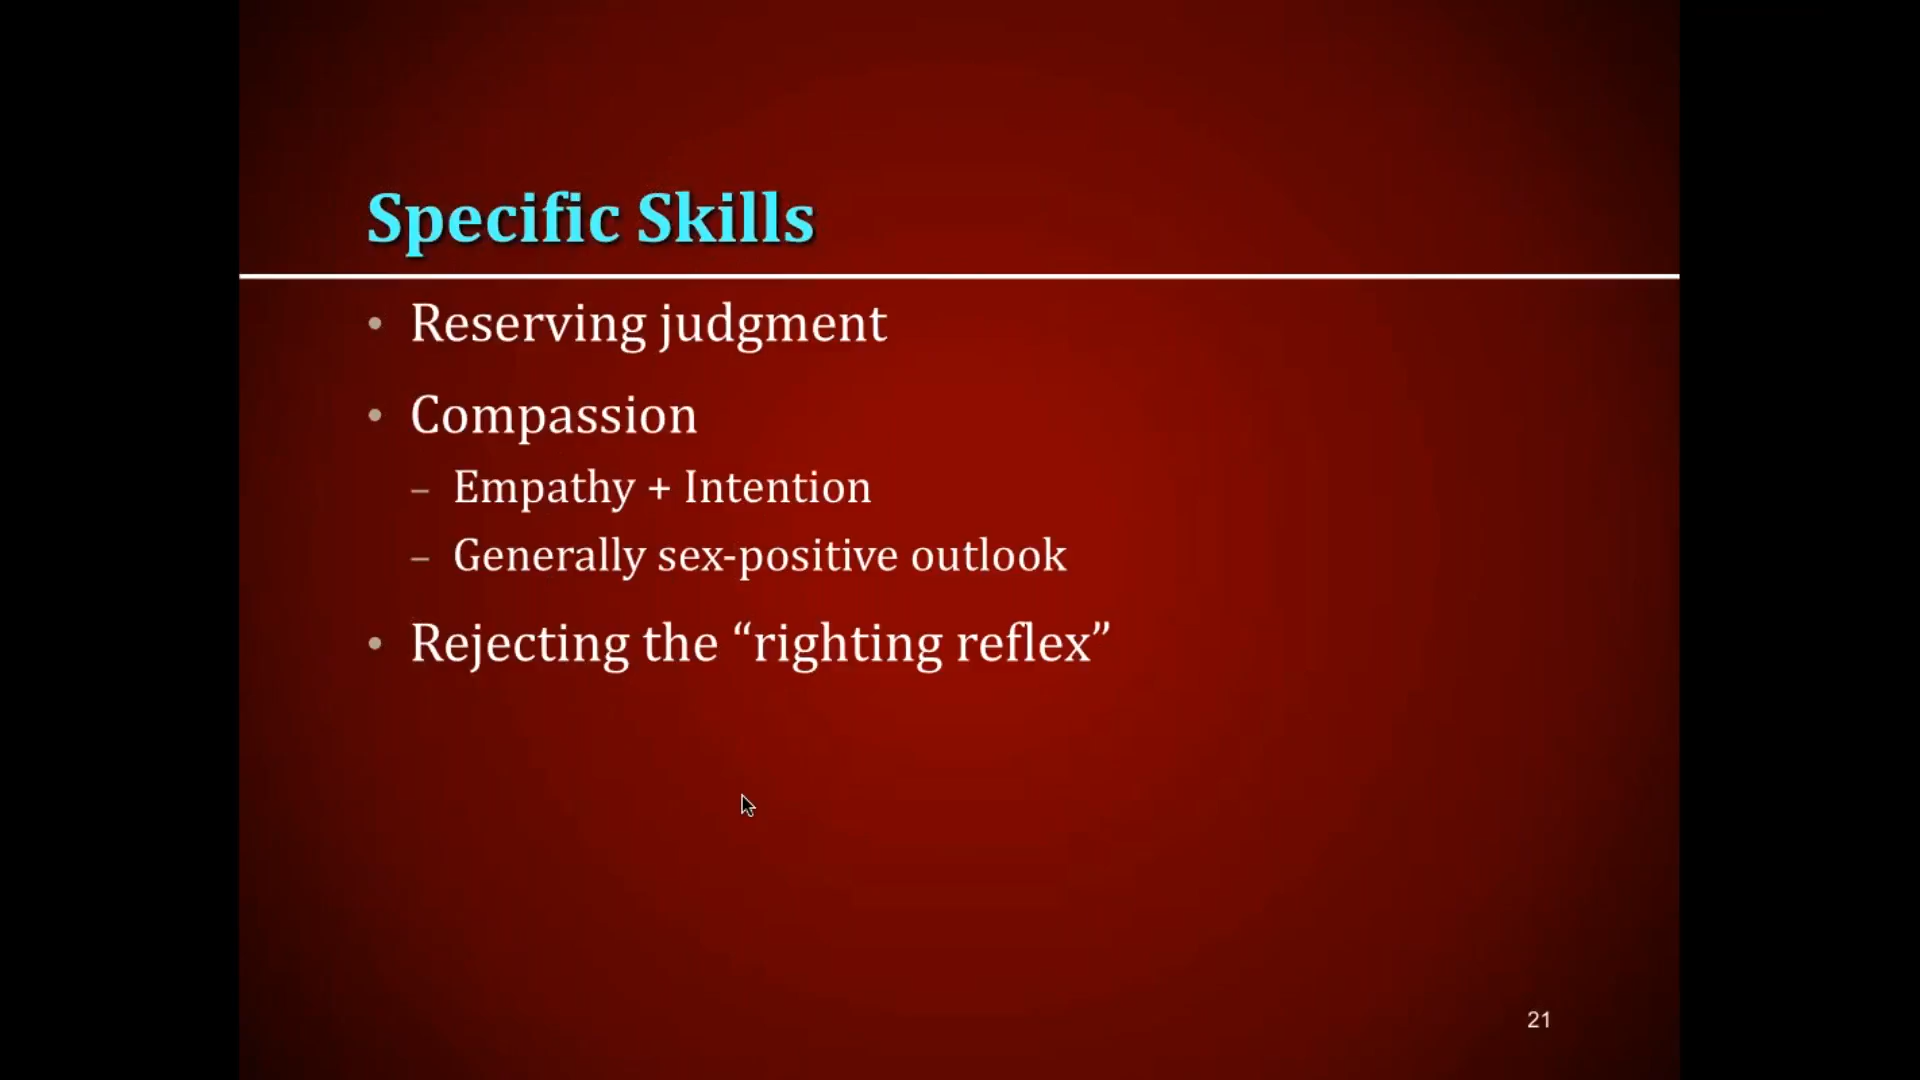 Specific Skills
• Reserving judgment
• Compassion
– Empathy + Intention
– Generally sex-positive outlook
• Rejecting the “righting reflex”
21